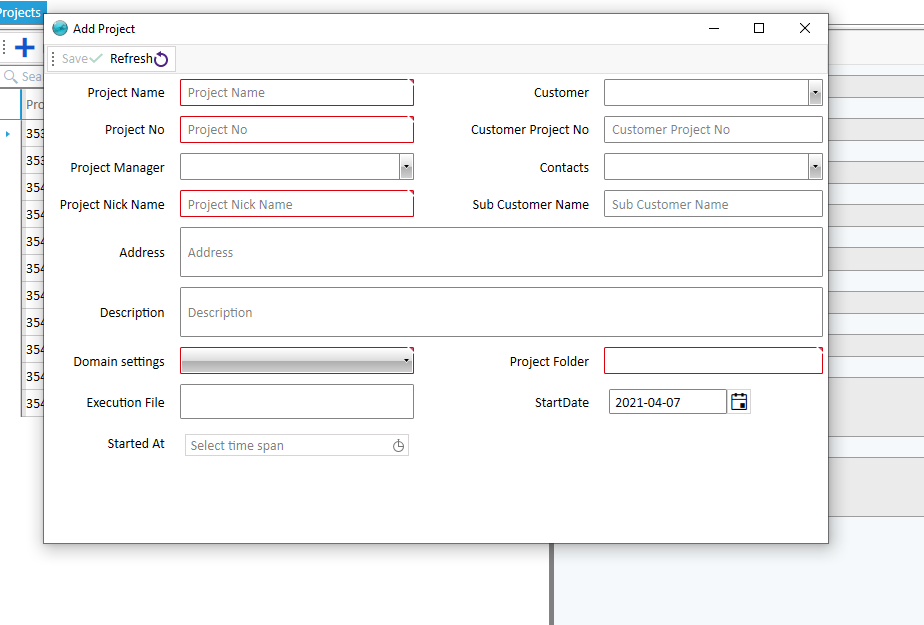 Projects
Add Project
Save Refresh
Sea
Pro
Project Name Project Name Customer
Project No Project No Customer Project No Customer Project No
Project Manager Contacts
Project Nick Name Project Nick Name Sub Customer Name Sub Customer Name
Address Address
Description Description
Domain settings Project Folder
Execution File StartDate 2021-04-07
Started At Select time span
353
353
354
354
354
354
354
354
354
354
354